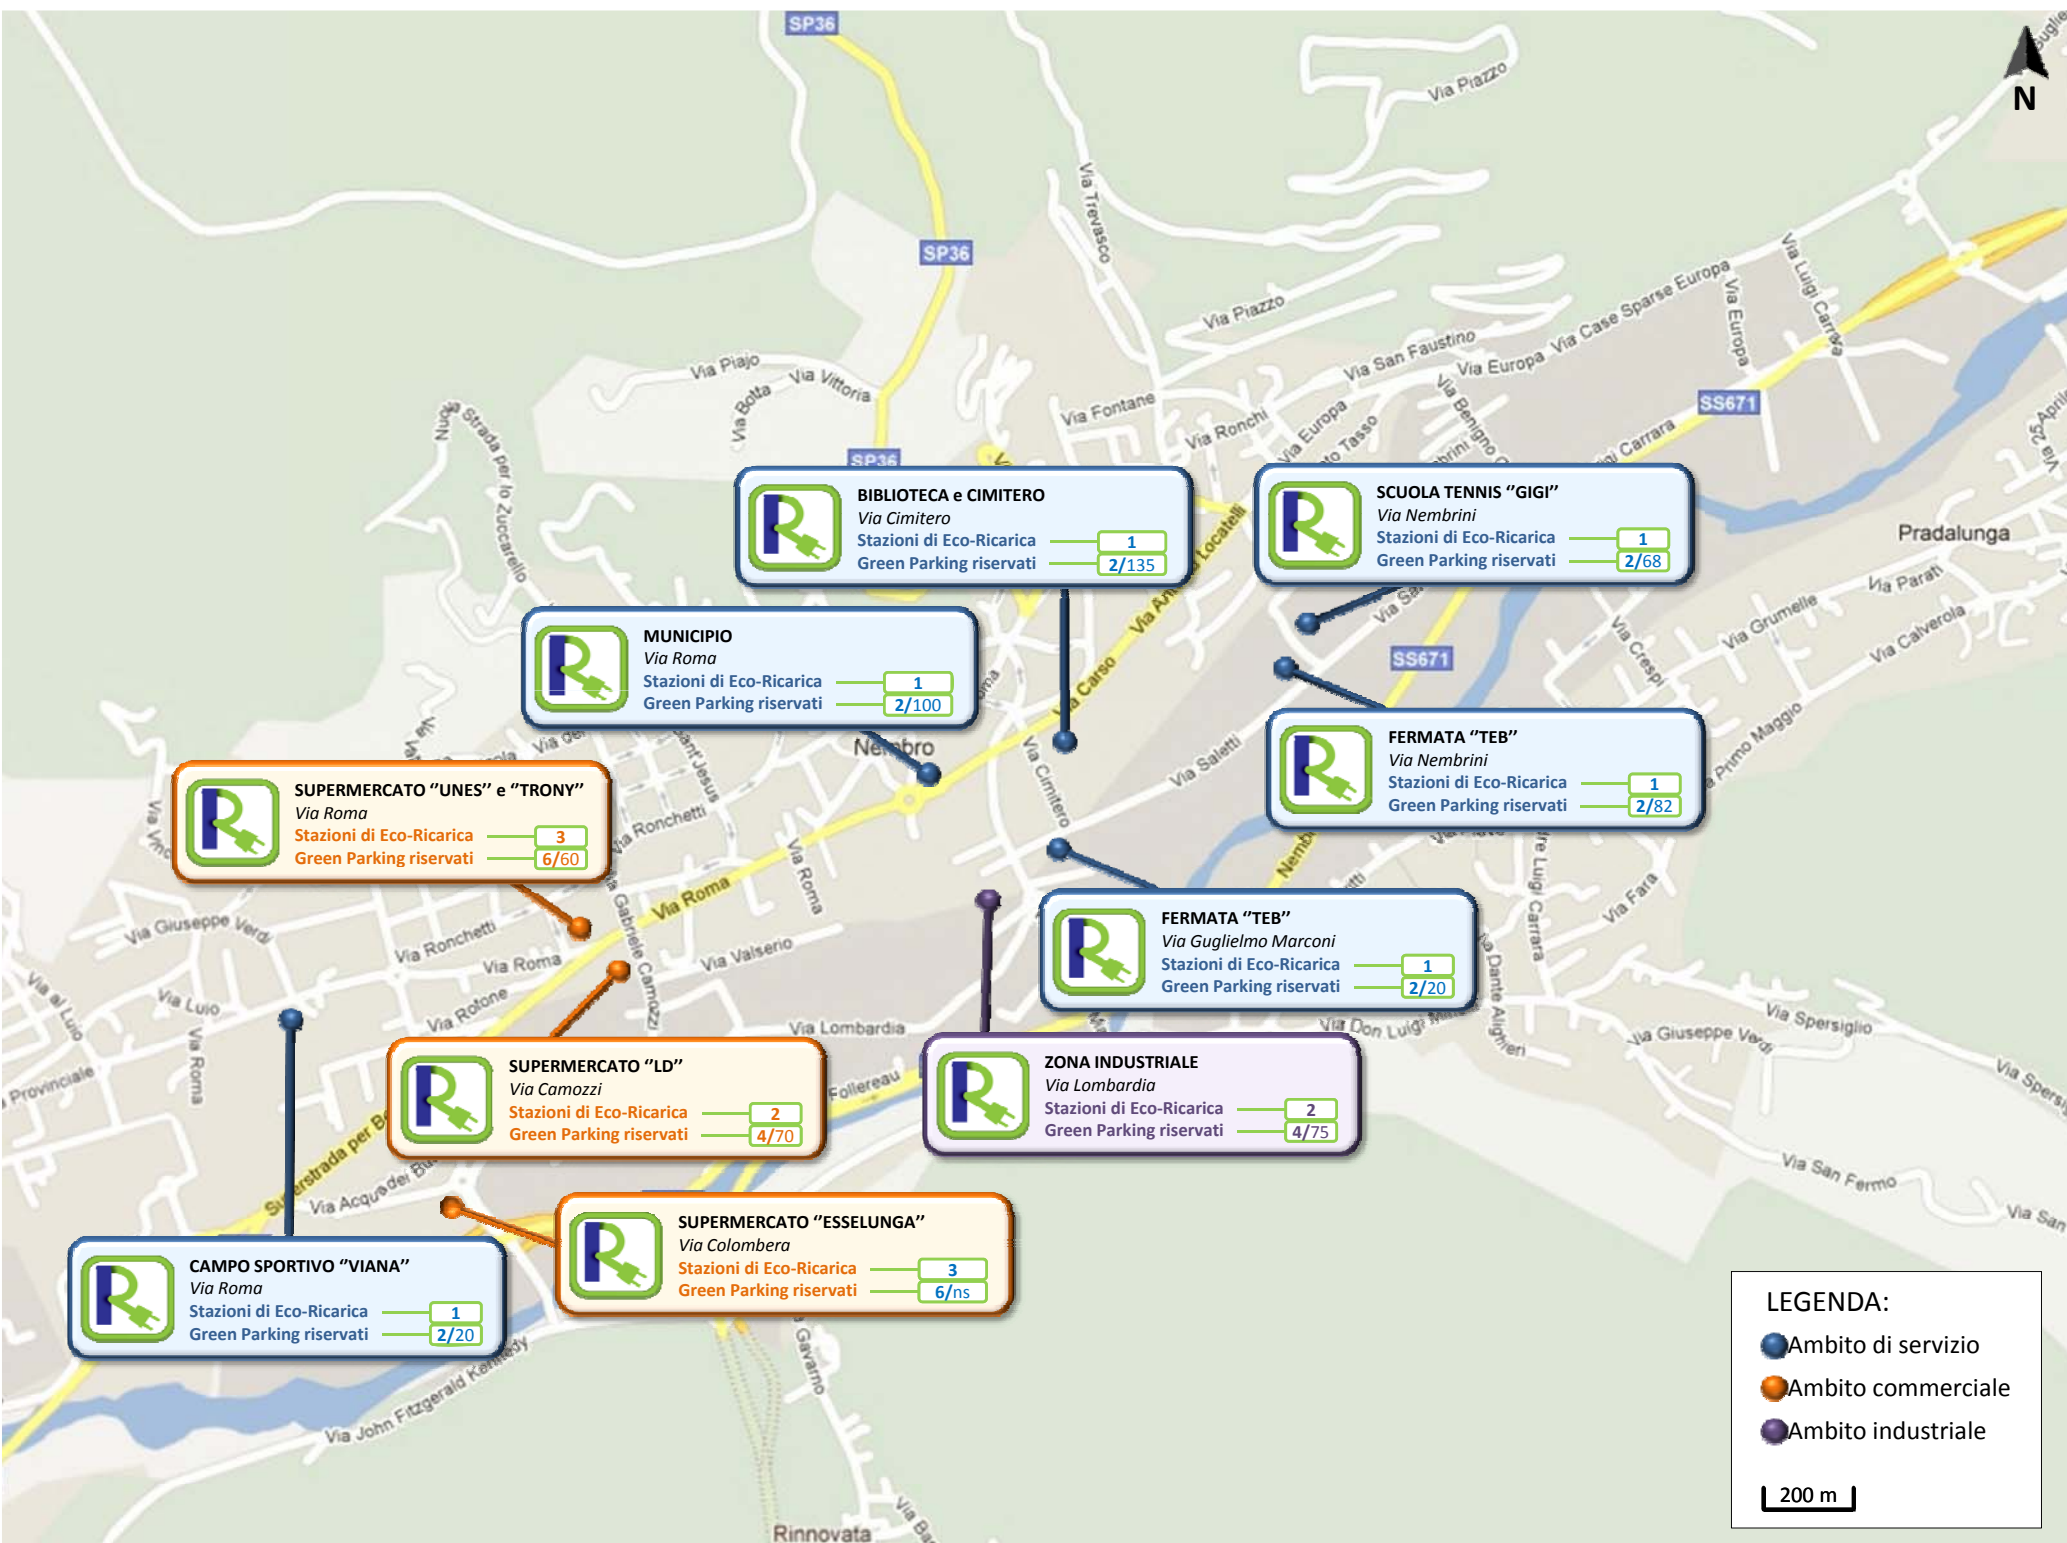 SP36
N
Via Piazzo
Via Trevasco
SP36
Via Piazzo
Via San Faustino
Via Europa
Via Case Sparse Europa
Via Europa
Via Luigi Carrara
Via Piajo
Via Botta
Via Vittoria
Via Fontane
Via Ronchi
Via Europa
SS671
Nuova Strada per lo Zuccarello
SP36
BIBLIOTECA e CIMITERO
Via Cimitero
Stazioni di Eco-Ricarica 1
Green Parking riservati 2/135
SCUOLA TENNIS "GIGI"
Via Nembrini
Stazioni di Eco-Ricarica 1
Green Parking riservati 2/68
Pradalunga
Via Parati
Via Grumelle
Via Calverola
Via Crespi
SS671
MUNICIPIO
Via Roma
Stazioni di Eco-Ricarica 1
Green Parking riservati 2/100
Via Carso
Nembro
Via Cimitero
Via Saletti
FERMATA "TEB"
Via Nembrini
Stazioni di Eco-Ricarica 1
Green Parking riservati 2/82
Primo Maggio
SUPERMERCATO "UNES" e "TRONY"
Via Roma
Stazioni di Eco-Ricarica 3
Green Parking riservati 6/60
Via Ronchetti
Via Roma
Via Roma
Via Giuseppe Verdi
Via Ronchetti
Via Roma
Gabriele Camozzi
Via Valserio
Via Fara
FERMATA "TEB"
Via Guglielmo Marconi
Stazioni di Eco-Ricarica 1
Green Parking riservati 2/20
Via Dante Alighieri
Via al Luio
Via Luio
Via Roma
Via Rotone
Via Lombardia
Via Don Luigi
Via Giuseppe Verdi
Via Spersiglio
Provinciale
SUPERMERCATO "LD"
Via Camozzi
Stazioni di Eco-Ricarica 2
Green Parking riservati 4/70
Follereau
ZONA INDUSTRIALE
Via Lombardia
Stazioni di Eco-Ricarica 2
Green Parking riservati 4/75
Via San Fermo
Via San
Superstrada per
SUPERMERCATO "ESSELUNGA"
Via Colombera
Stazioni di Eco-Ricarica 3
Green Parking riservati 6/ns
CAMPO SPORTIVO "VIANA"
Via Roma
Stazioni di Eco-Ricarica 1
Green Parking riservati 2/20
Via John Fitzgerald Kennedy
Gavarno
Rinnovata
LEGENDA:
Ambito di servizio
Ambito commerciale
Ambito industriale
200 m